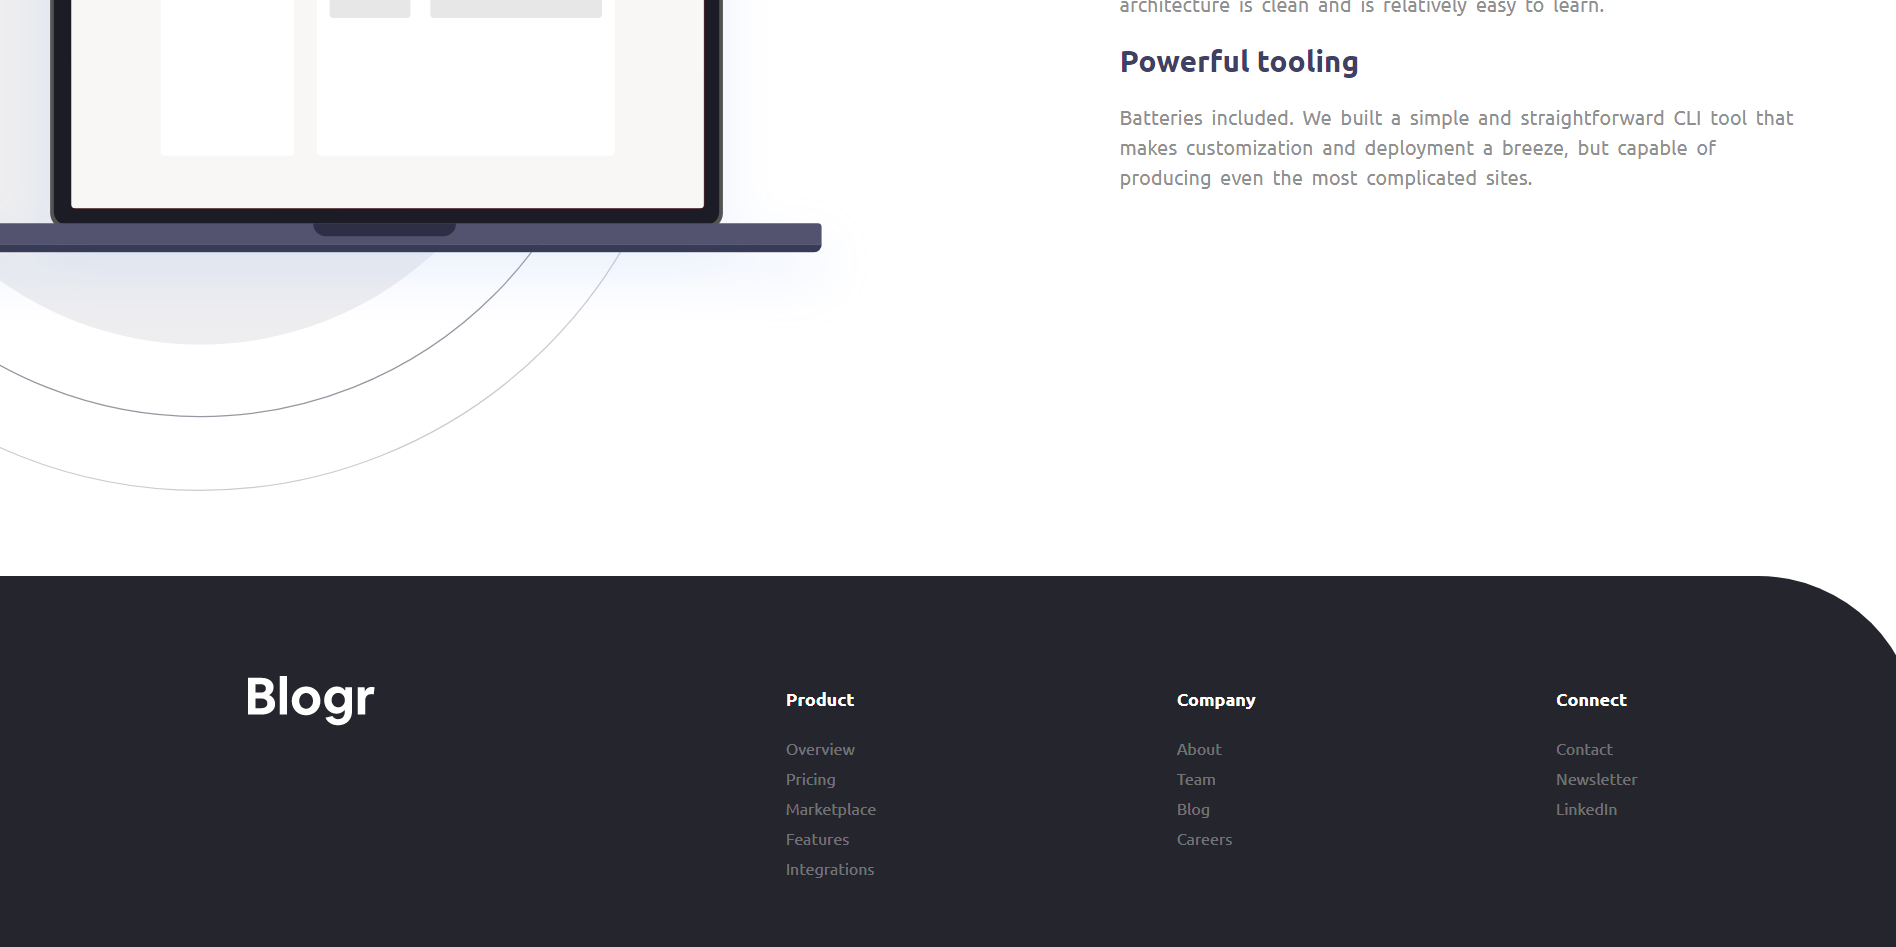 architecture is clean and is relatively easy to learn.
Powerful tooling
Batteries included. We built a simple and straightforward CLI tool that
makes customization and deployment a breeze, but capable of
producing even the most complicated sites.
Blogr
Product
Overview
Pricing
Marketplace
Features
Integrations
Company
About
Team
Blog
Careers
Connect
Contact
Newsletter
LinkedIn